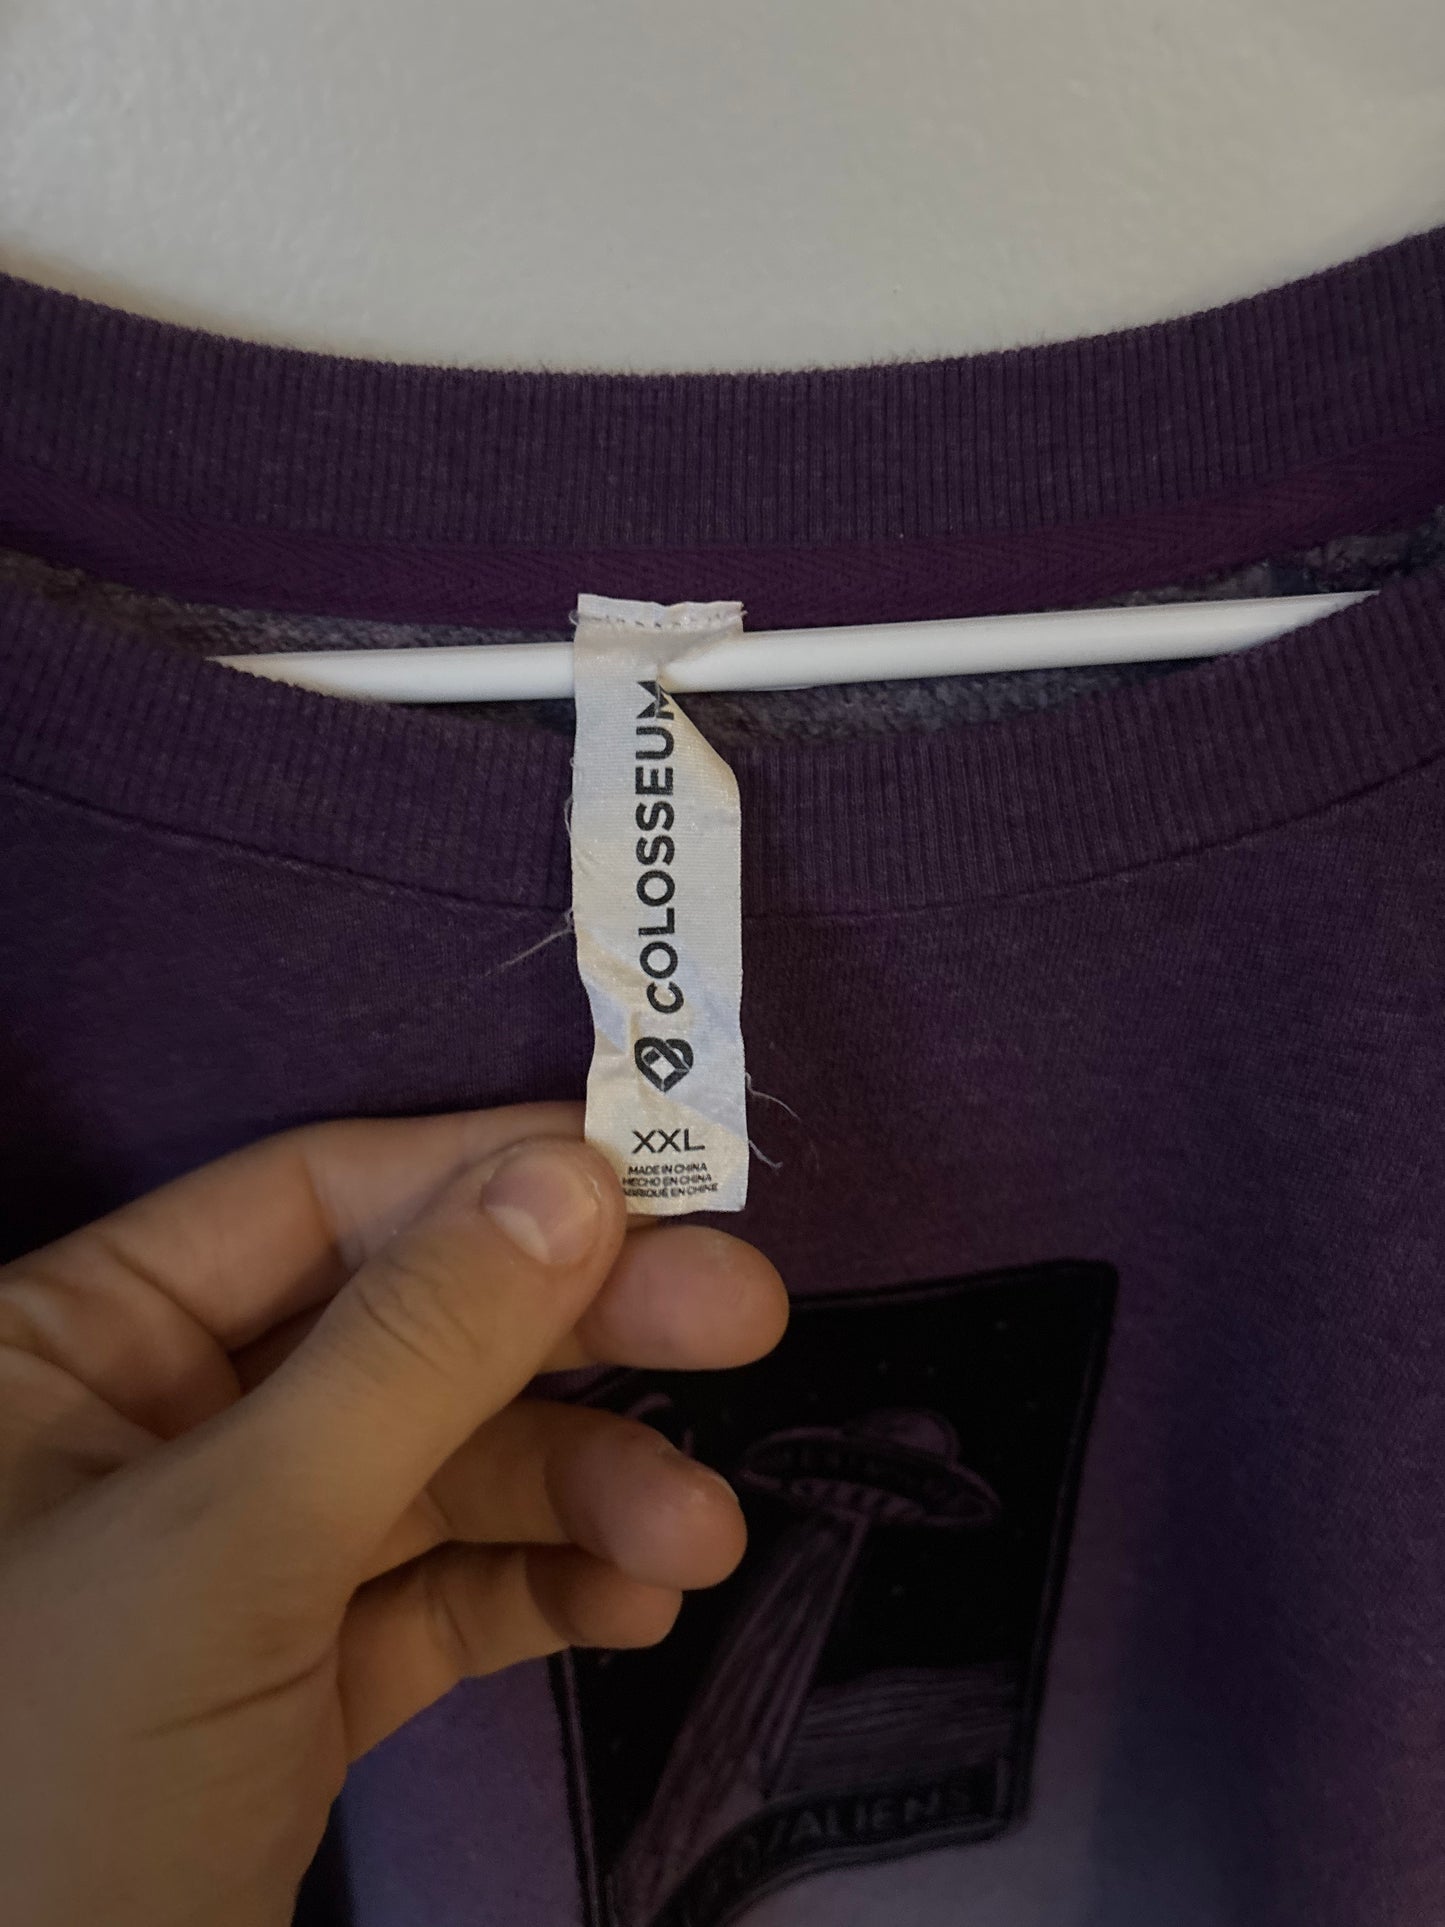 COLOSSEUM
XXL
MADE IN CHINA
HECHO EN CHINA
FABRIQUÉ EN CHINE
/ALIENS